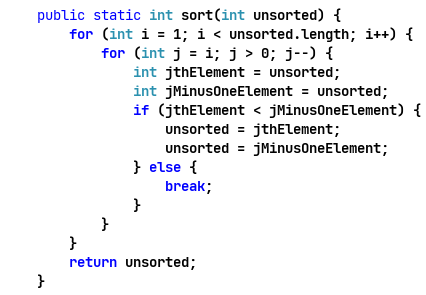 public static int sort(int unsorted) {
    for (int i = 1; i < unsorted.length; i++) {
        for (int j = i; j > 0; j--) {
            int jthElement = unsorted;
            int jMinusOneElement = unsorted;
            if (jthElement < jMinusOneElement) {
                unsorted = jthElement;
                unsorted = jMinusOneElement;
            } else {
                break;
            }
        }
    }
    return unsorted;
}